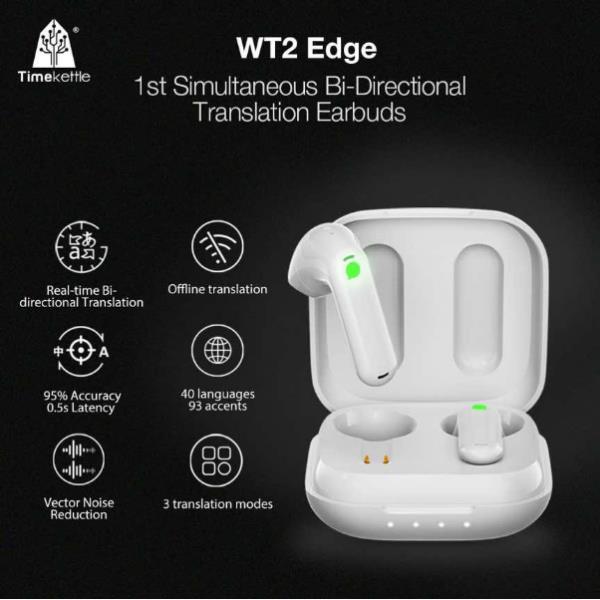 Timekettle®
WT2 Edge
1st Simultaneous Bi-Directional
Translation Earbuds
Real-time Bi-
directional Translation
Offline translation
中 A
95% Accuracy
0.5s Latency
40 languages
93 accents
Vector Noise
Reduction
3 translation modes